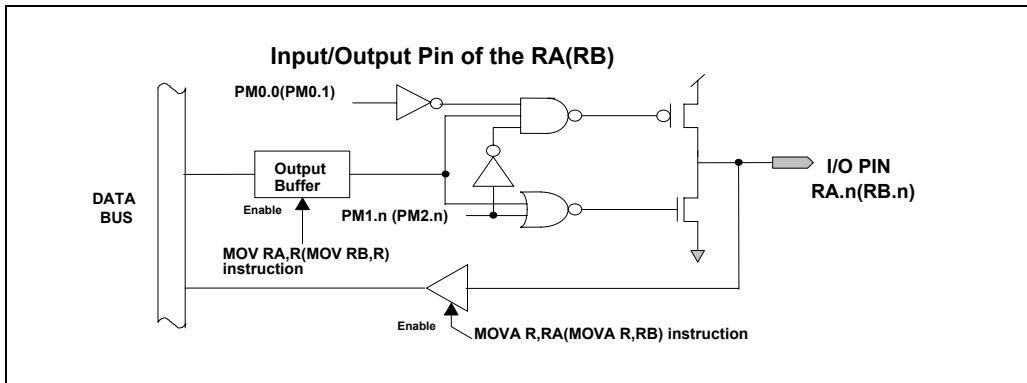 Input/Output Pin of the RA(RB)
PM0.0(PM0.1)
Output
Buffer
Enable
DATA
BUS
PM1.n (PM2.n)
I/O PIN
RA.n(RB.n)
MOV RA,R(MOV RB,R)
instruction
Enable
MOVA R,RA(MOVA R,RB) instruction